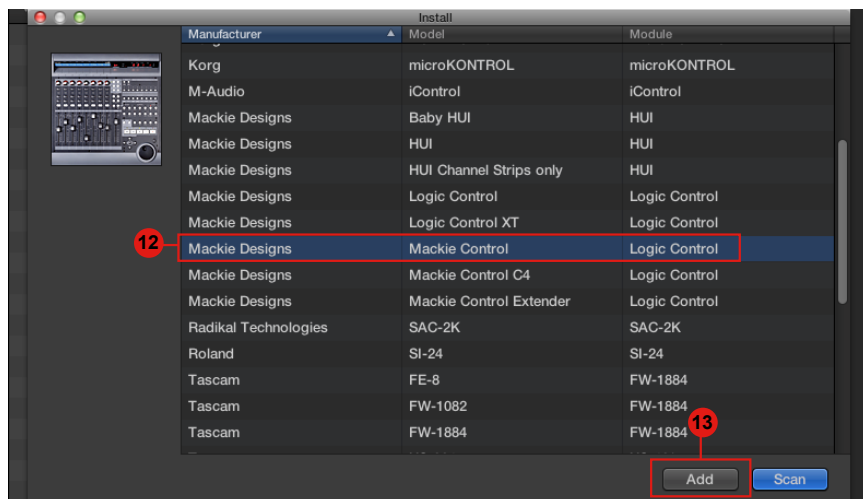 Install
Manufacturer Model Module
Korg microKONTROL microKONTROL
M-Audio iControl iControl
Mackie Designs Baby HUI HUI
Mackie Designs HUI HUI
Mackie Designs HUI Channel Strips only HUI
Mackie Designs Logic Control Logic Control
Mackie Designs Logic Control XT Logic Control
12 Mackie Designs Mackie Control Logic Control
Mackie Designs Mackie Control C4 Logic Control
Mackie Designs Mackie Control Extender Logic Control
Radikal Technologies SAC-2K SAC-2K
Roland SI-24 SI-24
Tascam FE-8 FW-1884
Tascam FW-1082 FW-1884
Tascam FW-1884 FW-1884
13
Add Scan